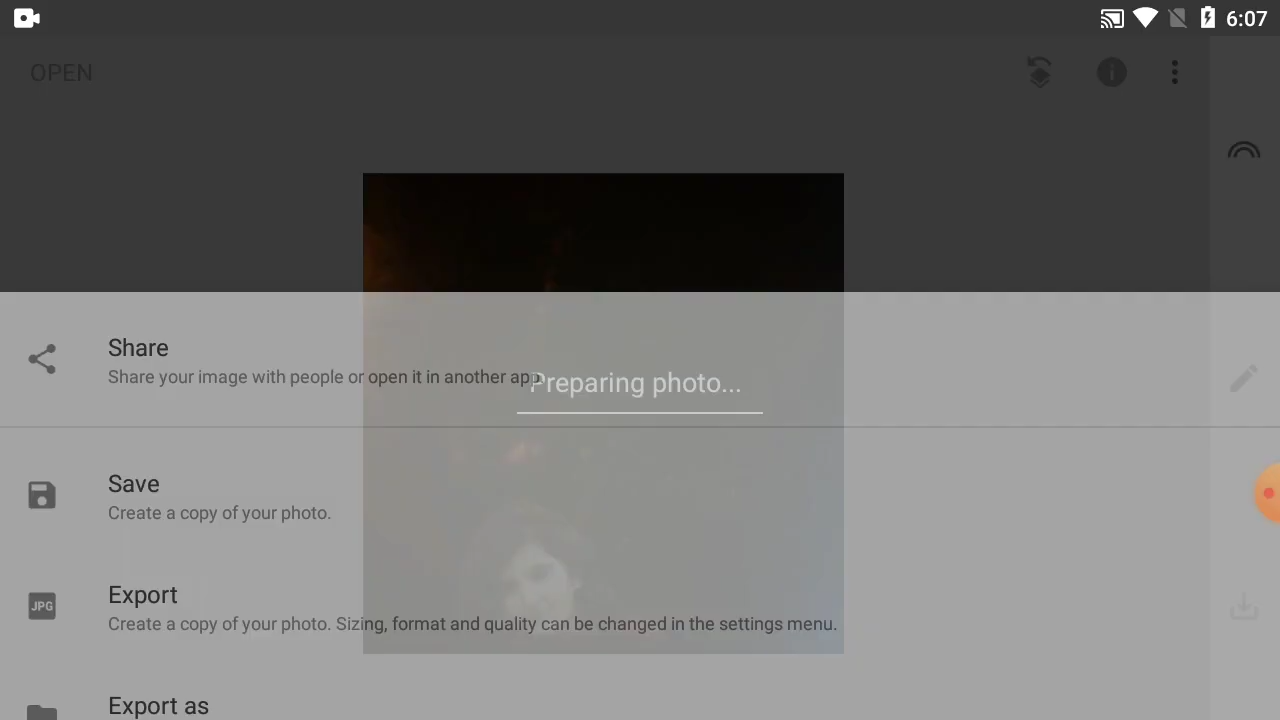 6:07
OPEN
Share
Share your image with people or open it in another app.
Preparing photo...
Save
Create a copy of your photo.
JPG
Export
Create a copy of your photo. Sizing, format and quality can be changed in the settings menu.
Export as